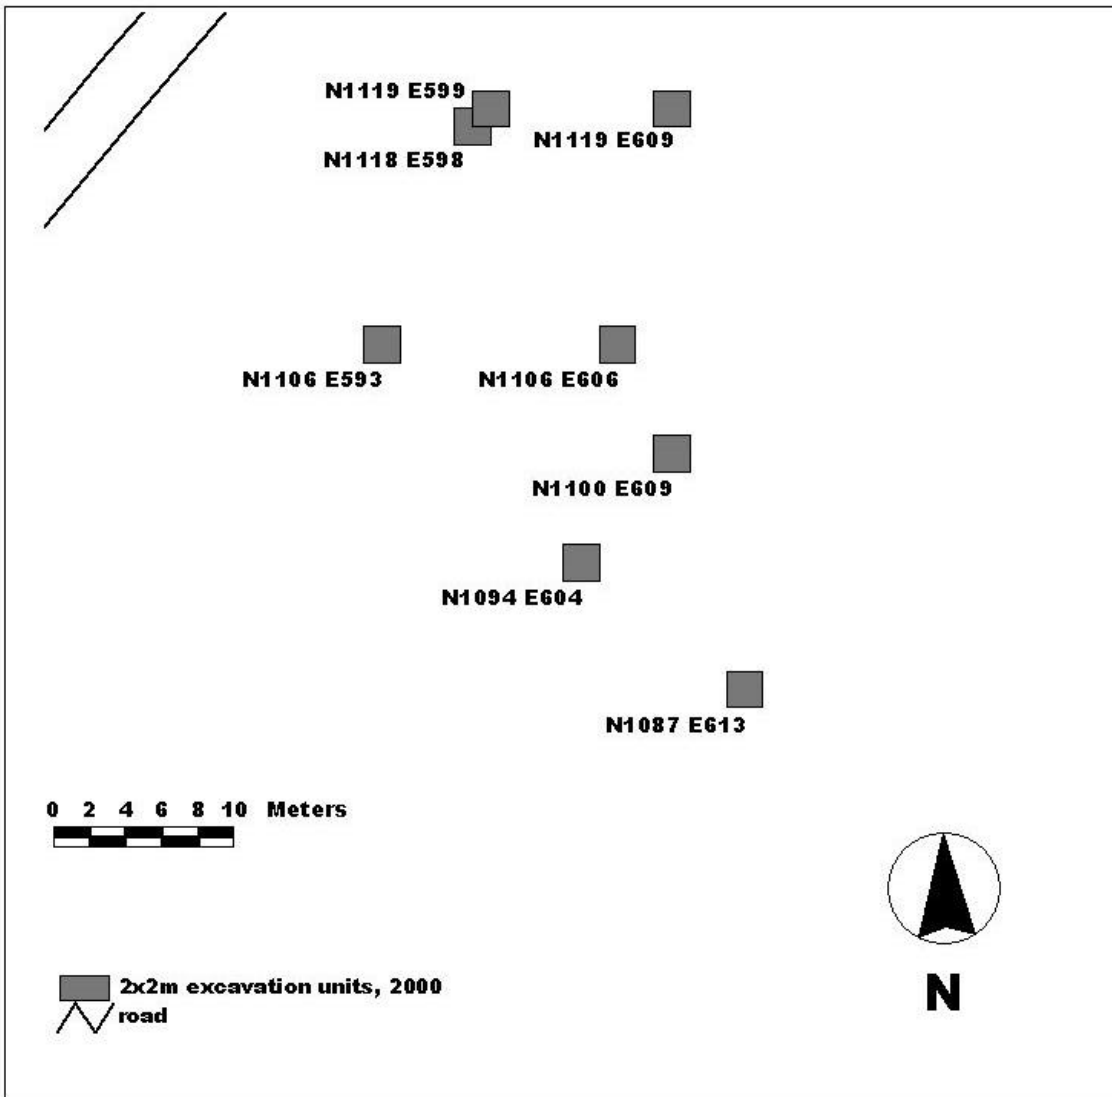 N1119 E599
N1119 E609
N1118 E598
N1106 E593
N1106 E606
N1100 E609
N1094 E604
N1087 E613
0 2 4 6 8 10 Meters
2x2m excavation units, 2000
road
N